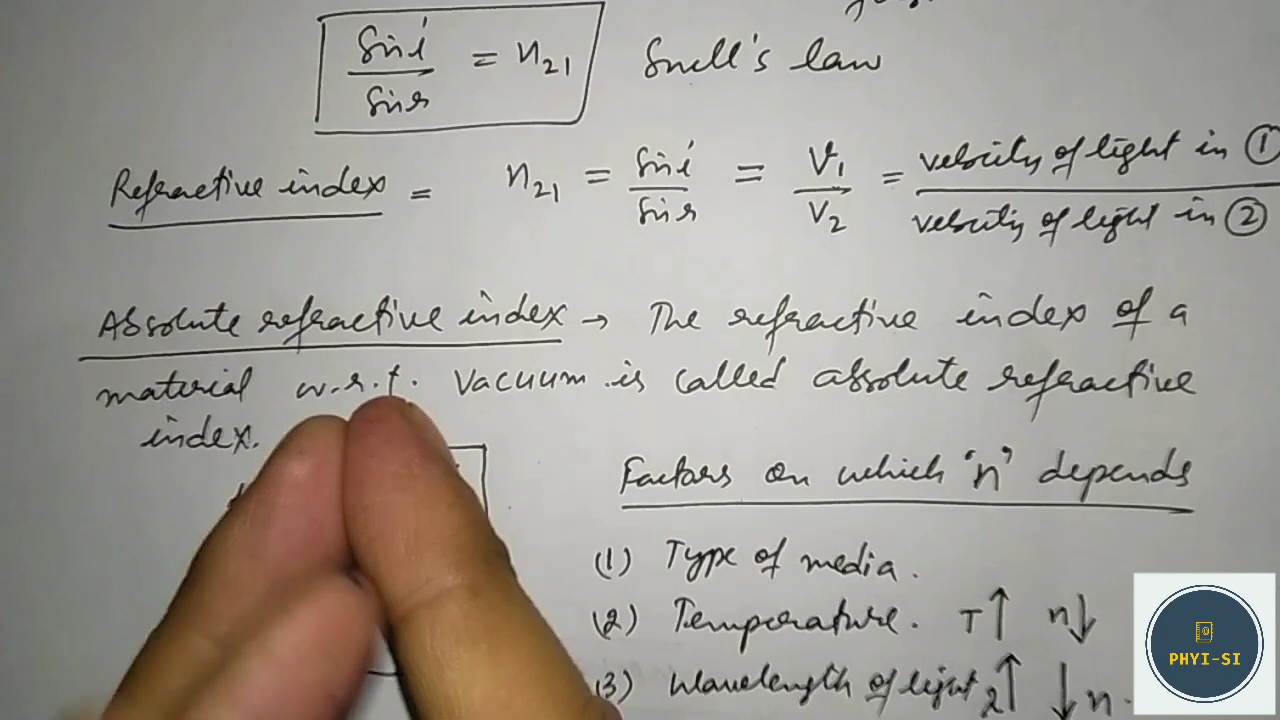 sin i / sin r = n₂₁ Snell's law
Refractive index = n₂₁ = sin i / sin r = V₁ / V₂ = velocity of light in ① / velocity of light in ②
Absolute refractive index → The refractive index of a
material w.r.t. vacuum is called absolute refractive
index.
Factors on which 'n' depends
(1) Type of media.
(2) Temperature. T↑ n↓
(3) Wavelength of light λ↑ ↓n.
PHYI-SI